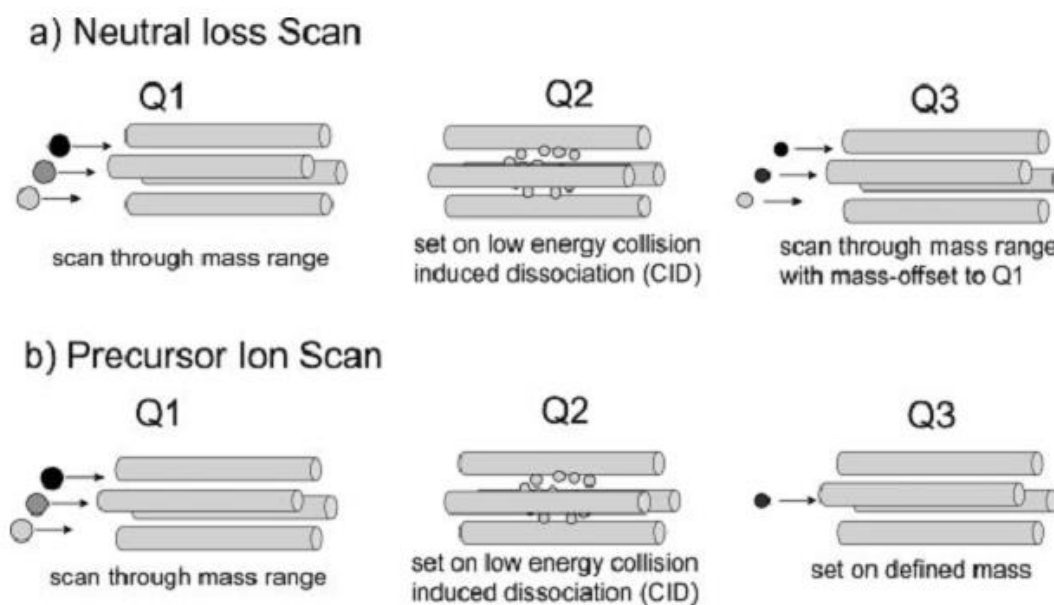 a) Neutral loss Scan
Q1
Q2
Q3
scan through mass range
set on low energy collision
induced dissociation (CID)
scan through mass range
with mass-offset to Q1
b) Precursor Ion Scan
Q1
Q2
Q3
scan through mass range
set on low energy collision
induced dissociation (CID)
set on defined mass